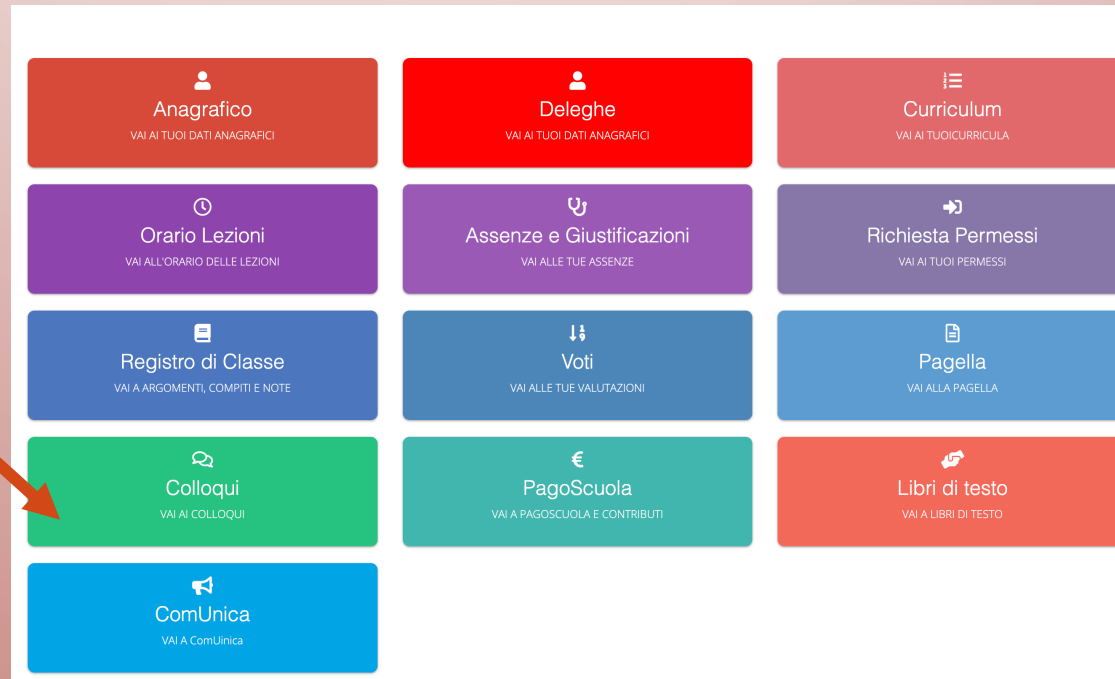 Anagrafico
VAI AI TUOI DATI ANAGRAFICI
Deleghe
VAI AI TUOI DATI ANAGRAFICI
Curriculum
VAI AI TUOICURRICULA
Orario Lezioni
VAI ALL'ORARIO DELLE LEZIONI
Assenze e Giustificazioni
VAI ALLE TUE ASSENZE
Richiesta Permessi
VAI AI TUOI PERMESSI
Registro di Classe
VAI A ARGOMENTI, COMPITI E NOTE
Voti
VAI ALLE TUE VALUTAZIONI
Pagella
VAI ALLA PAGELLA
Colloqui
VAI AI COLLOQUI
€
PagoScuola
VAI A PAGOSCUOLA E CONTRIBUTI
Libri di testo
VAI A LIBRI DI TESTO
ComUnica
VAI A ComUinica